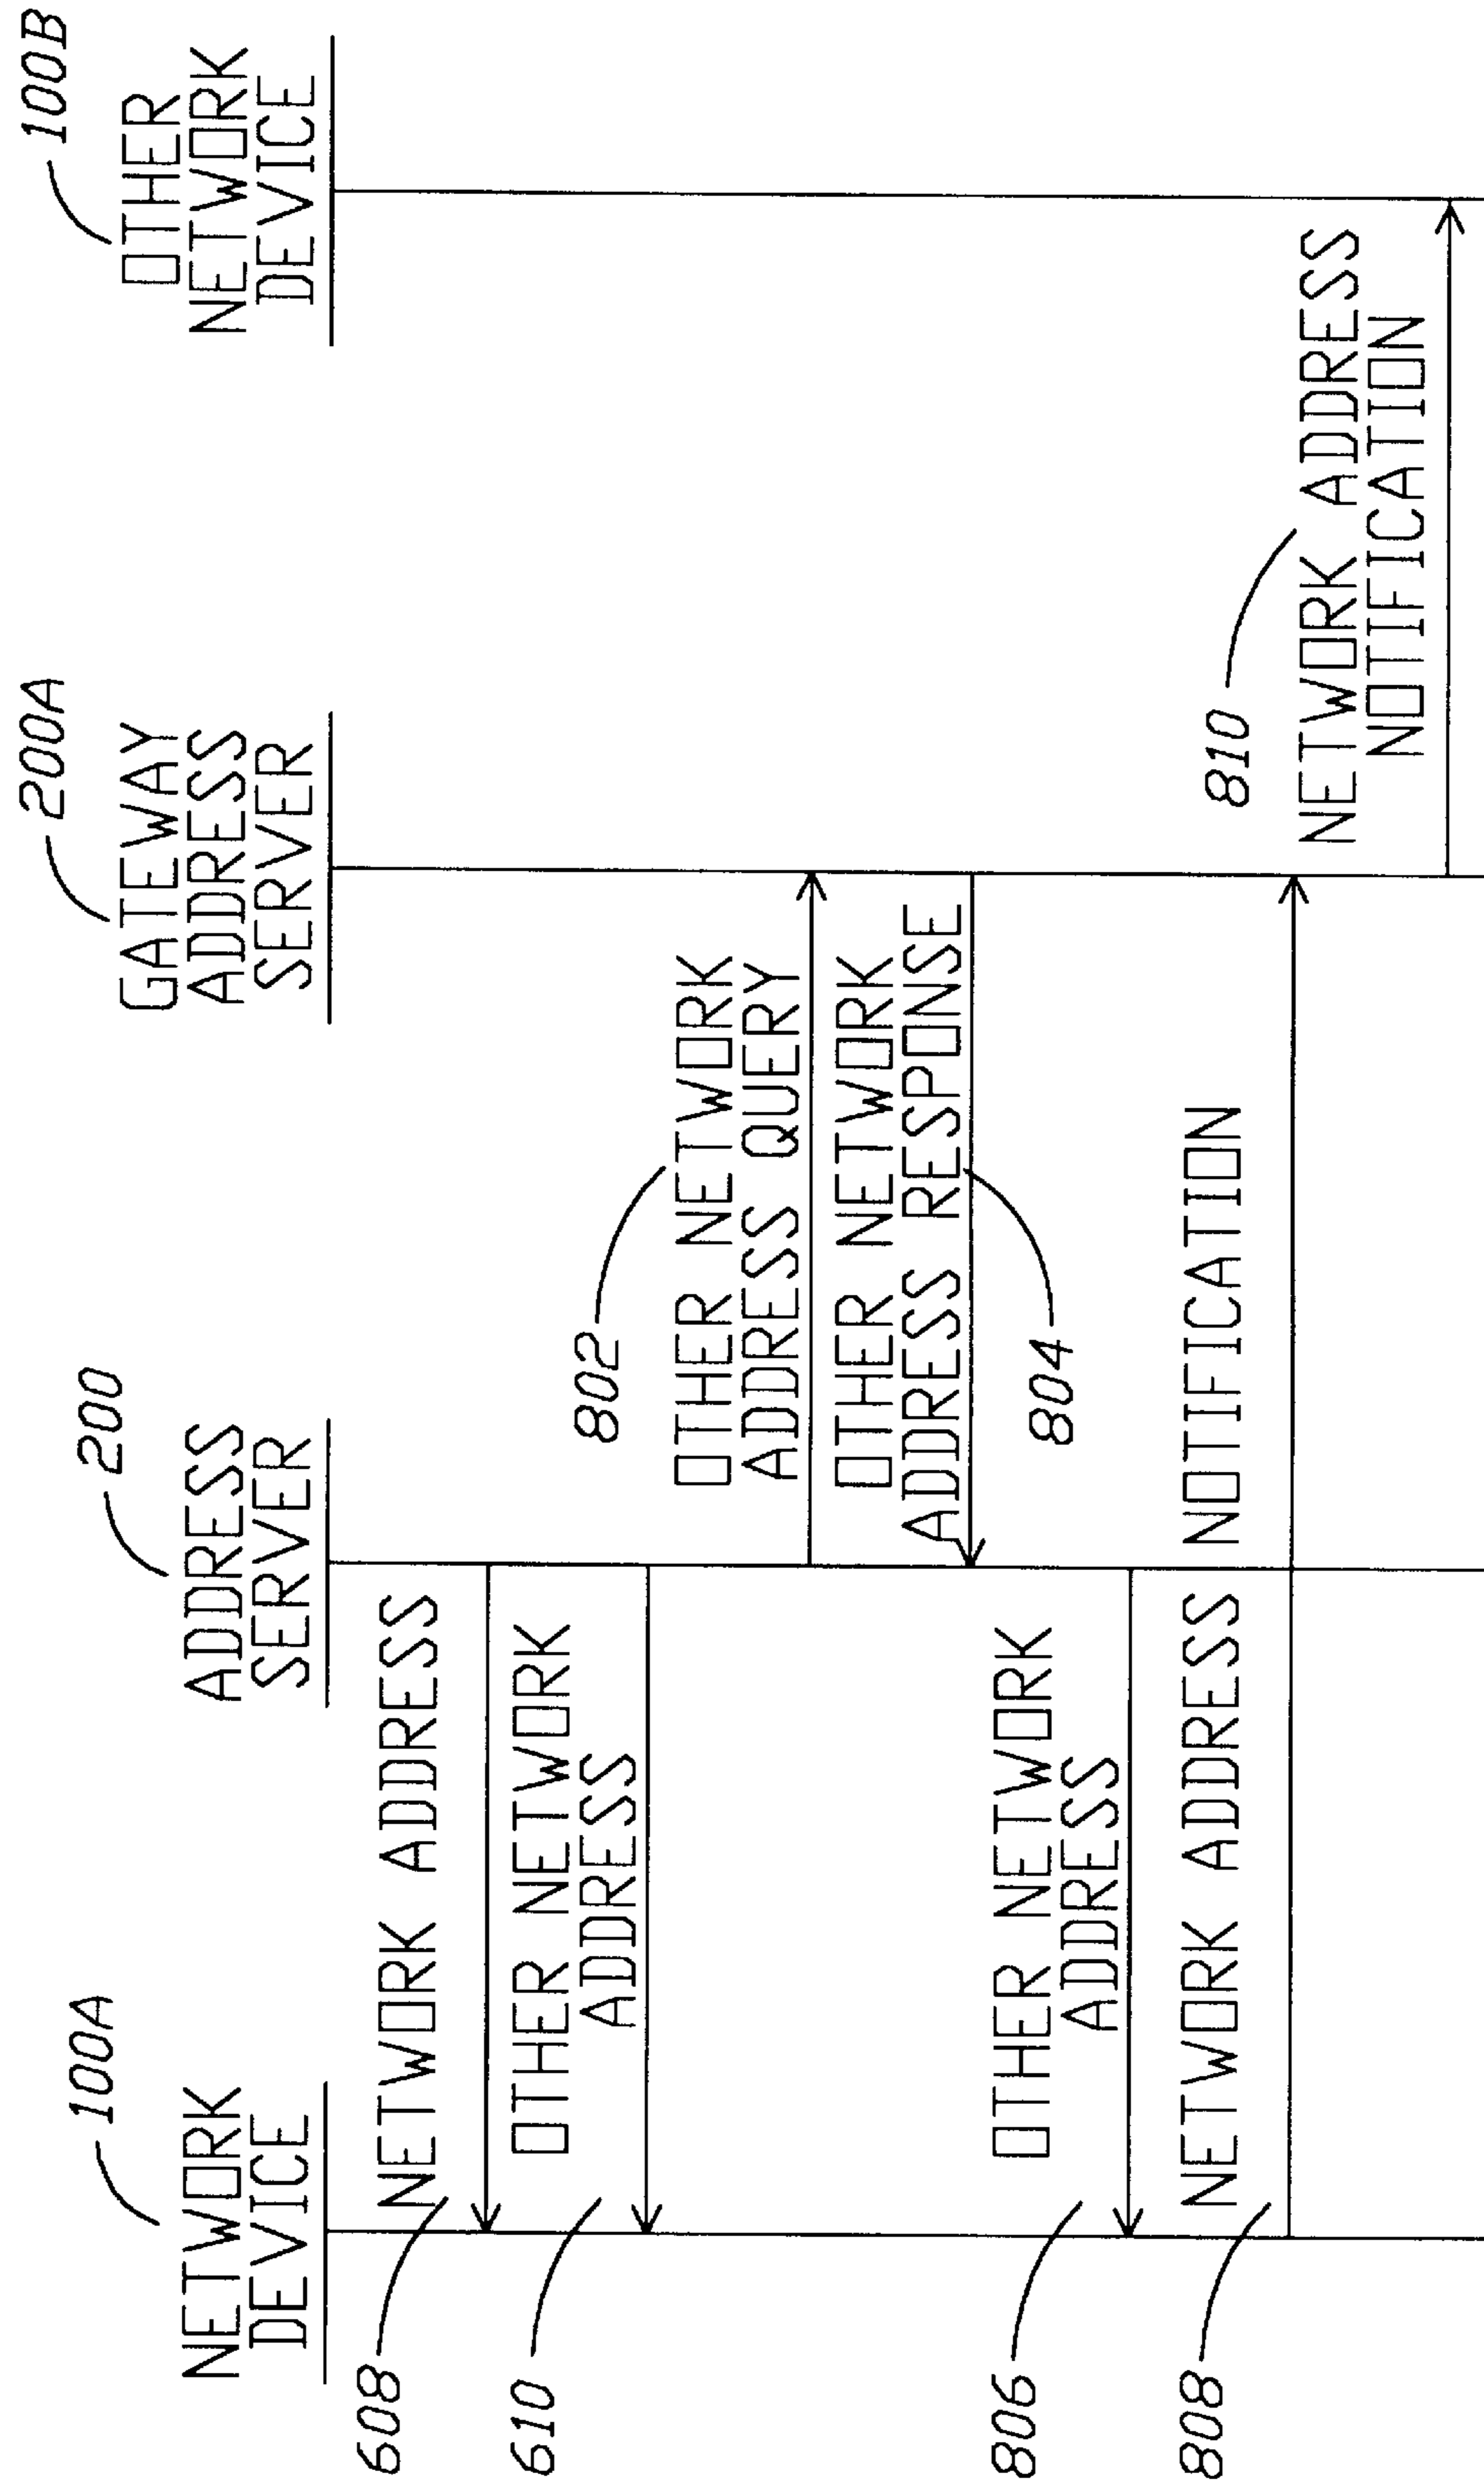 100A
NETWORK
DEVICE
200
ADDRESS
SERVER
200A
GATEWAY
ADDRESS
SERVER
100B
OTHER
NETWORK
DEVICE
608
NETWORK ADDRESS
610
OTHER NETWORK
ADDRESS
802
OTHER NETWORK
ADDRESS QUERY
OTHER NETWORK
ADDRESS RESPONSE
804
806
OTHER NETWORK
ADDRESS
808
NETWORK ADDRESS NOTIFICATION
810
NETWORK ADDRESS
NOTIFICATION